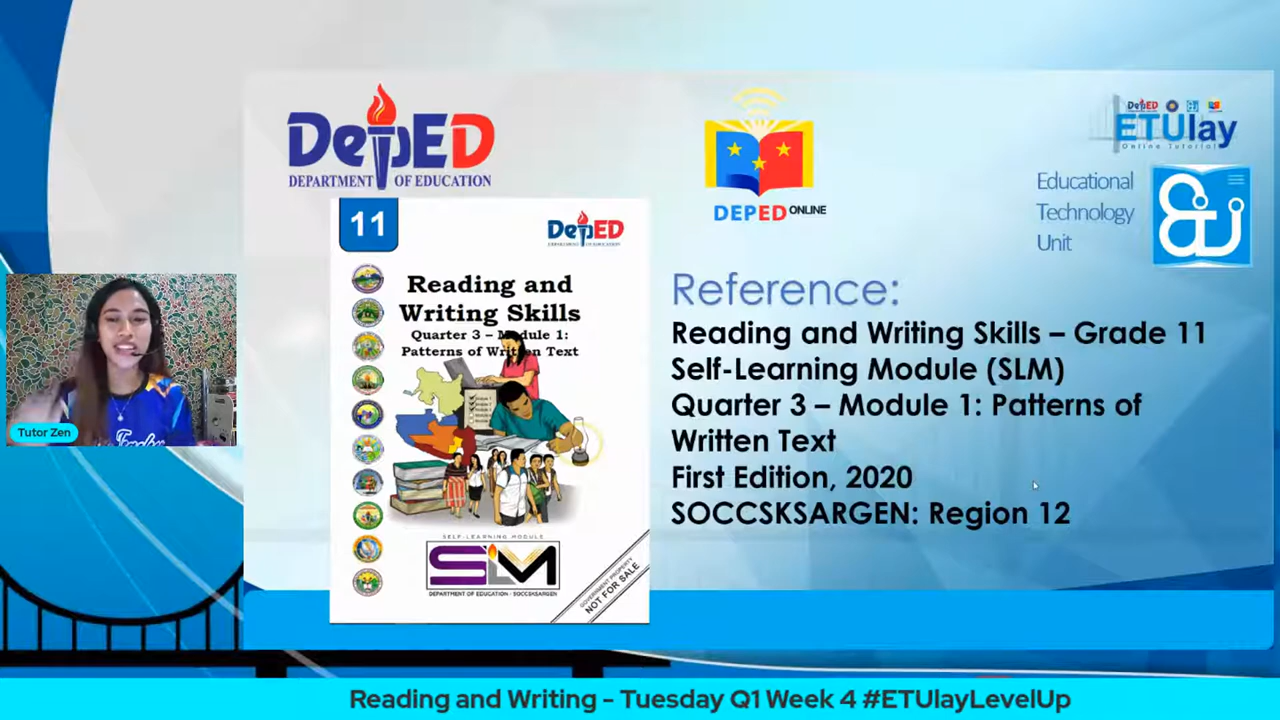 DepED
DEPARTMENT OF EDUCATION
DEPED ONLINE
DepED
ETUlay
Online Tutorial
Educational
Technology
Unit
11
DepED
DEPARTMENT OF EDUCATION
Reading and
Writing Skills
Quarter 3 – Module 1:
Patterns of Written Text
SELF-LEARNING MODULE
SLM
DEPARTMENT OF EDUCATION - SOCCSKSARGEN
GOVERNMENT PROPERTY
NOT FOR SALE
Reference:
Reading and Writing Skills – Grade 11
Self-Learning Module (SLM)
Quarter 3 – Module 1: Patterns of
Written Text
First Edition, 2020
SOCCSKSARGEN: Region 12
Tutor Zen
Reading and Writing - Tuesday Q1 Week 4 #ETUlayLevelUp